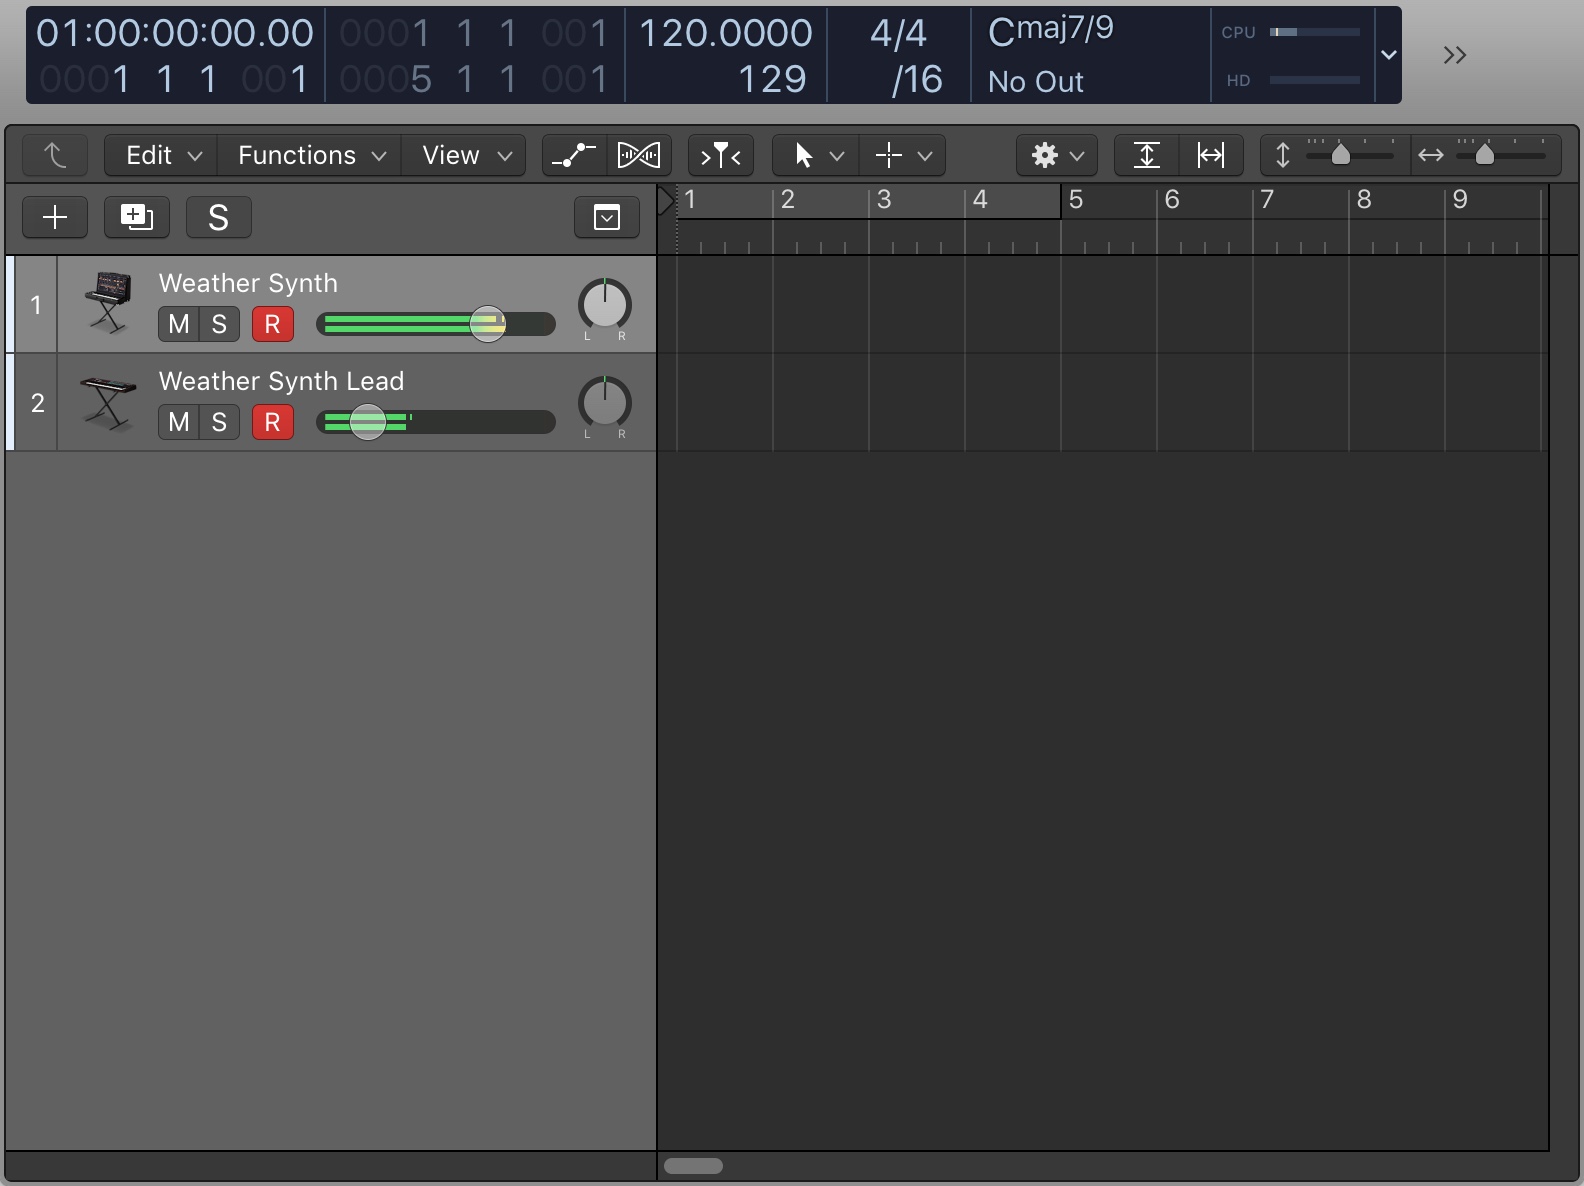 01:00:00:00.00 0001 1 1 001 120.0000 4/4 Cmaj7/9 CPU
0001 1 1 001 0005 1 1 001 129 /16 No Out HD
Edit Functions View
S 1 2 3 4 5 6 7 8 9
Weather Synth
1 M S R L R
Weather Synth Lead
2 M S R L R